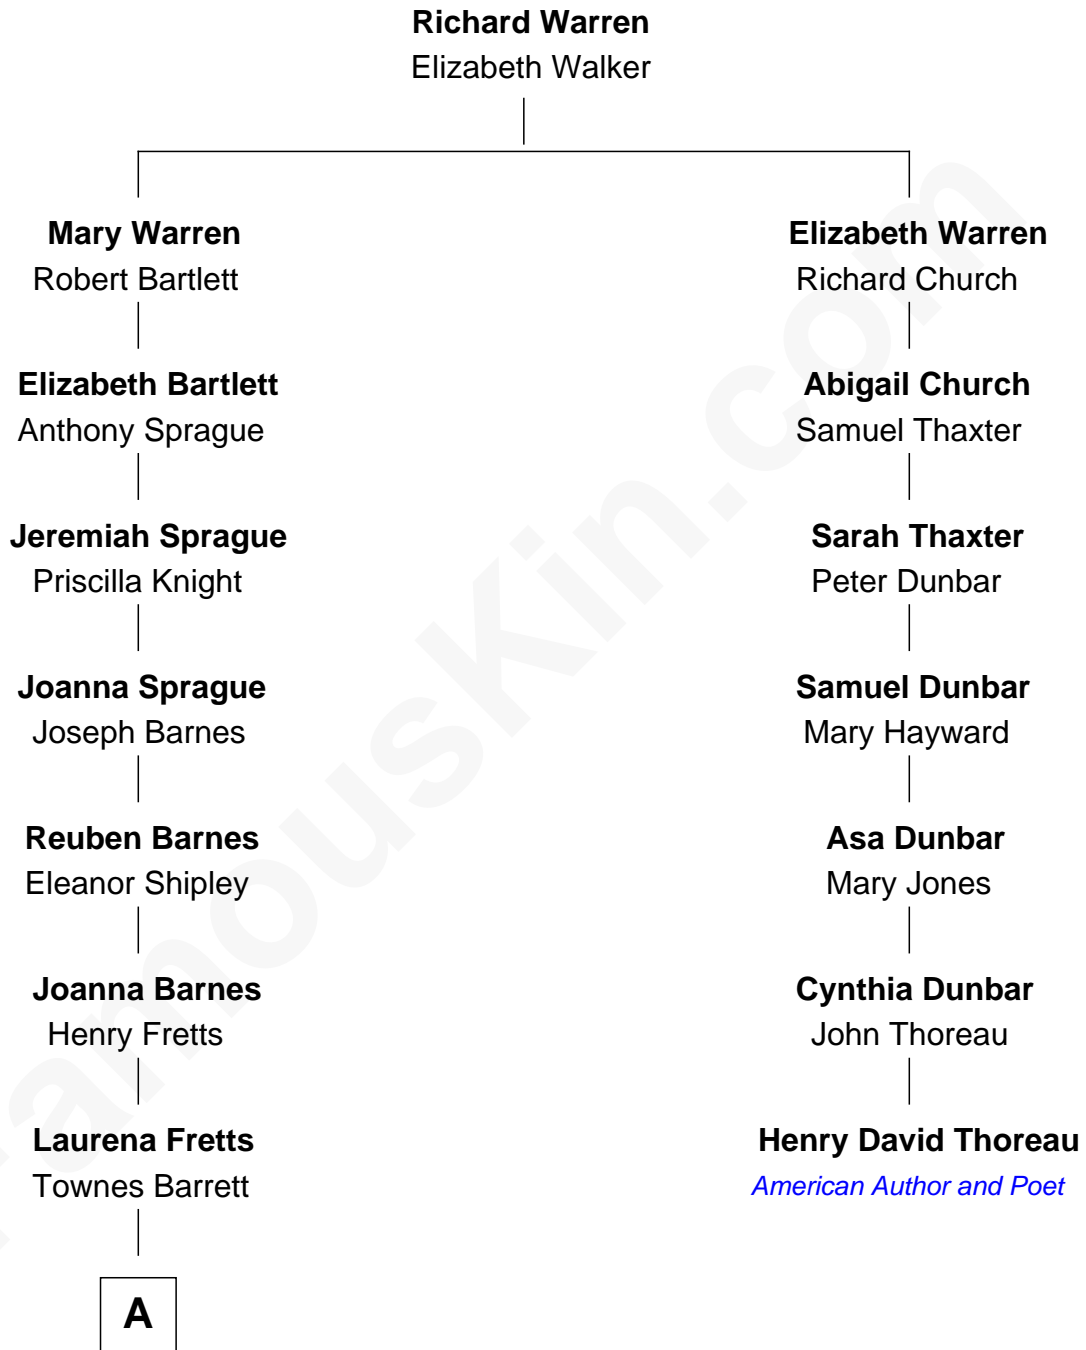 Richard Warren
Elizabeth Walker
Mary Warren
Robert Bartlett
Elizabeth Warren
Richard Church
Elizabeth Bartlett
Anthony Sprague
Abigail Church
Samuel Thaxter
Jeremiah Sprague
Priscilla Knight
Sarah Thaxter
Peter Dunbar
Joanna Sprague
Joseph Barnes
Samuel Dunbar
Mary Hayward
Reuben Barnes
Eleanor Shipley
Asa Dunbar
Mary Jones
Joanna Barnes
Henry Fretts
Cynthia Dunbar
John Thoreau
Laurena Fretts
Townes Barrett
Henry David Thoreau
American Author and Poet
A
FamousKin.com